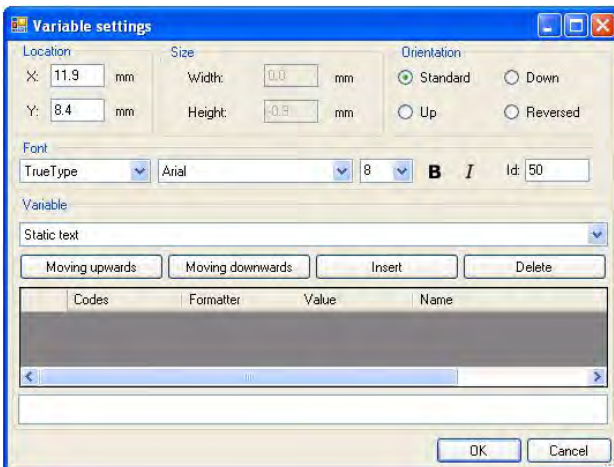 Variable settings
Location Size Orientation
X: 11.9 mm Width: 0.0 mm Standard Down
Y: 8.4 mm Height: -0.9 mm Up Reversed
Font
TrueType Arial 8 B I Id: 50
Variable
Static text
Moving upwards Moving downwards Insert Delete
Codes Formatter Value Name
OK Cancel